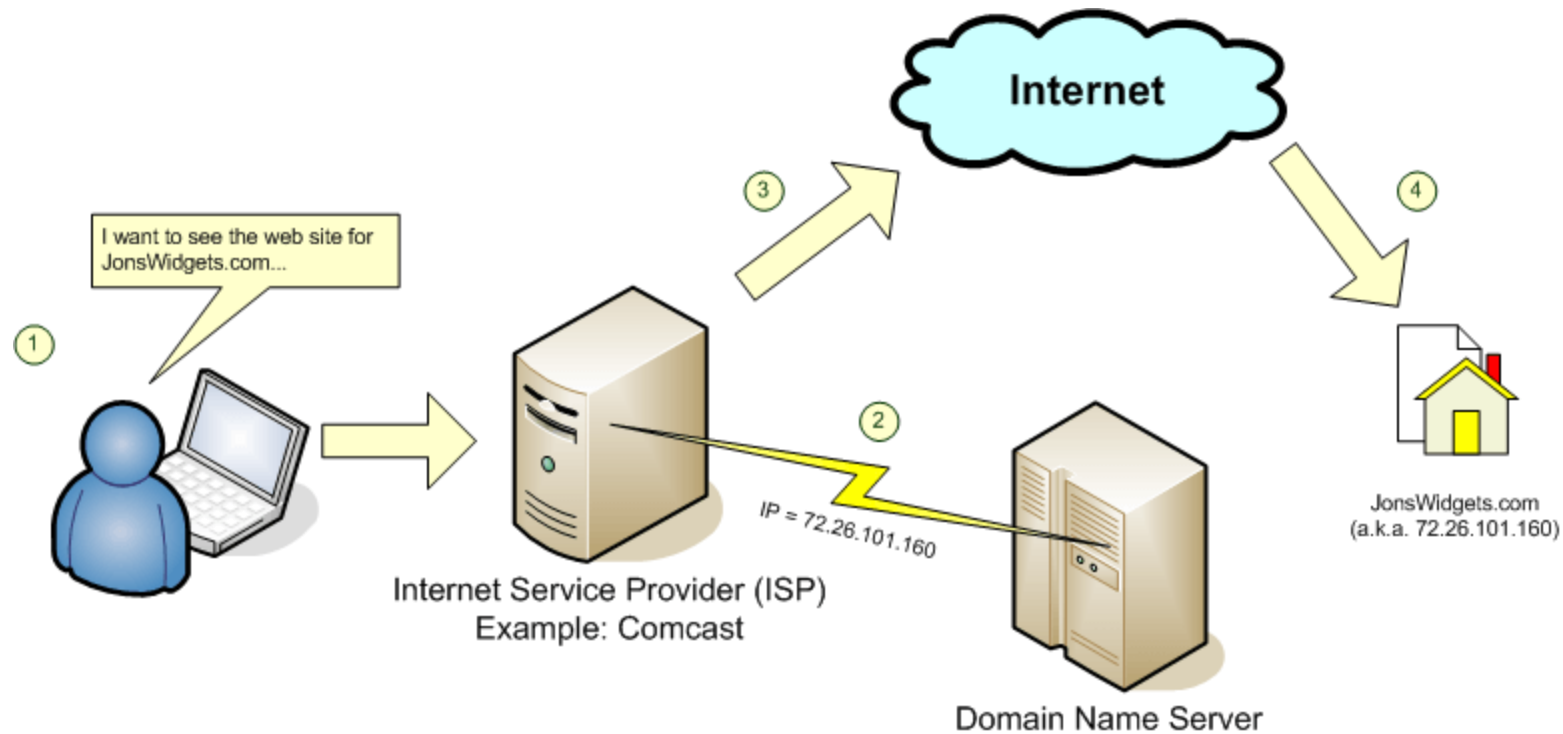 Internet
3
4
I want to see the web site for
JonsWidgets.com...
1
2
IP = 72.26.101.160
JonsWidgets.com
(a.k.a. 72.26.101.160)
Internet Service Provider (ISP)
Example: Comcast
Domain Name Server